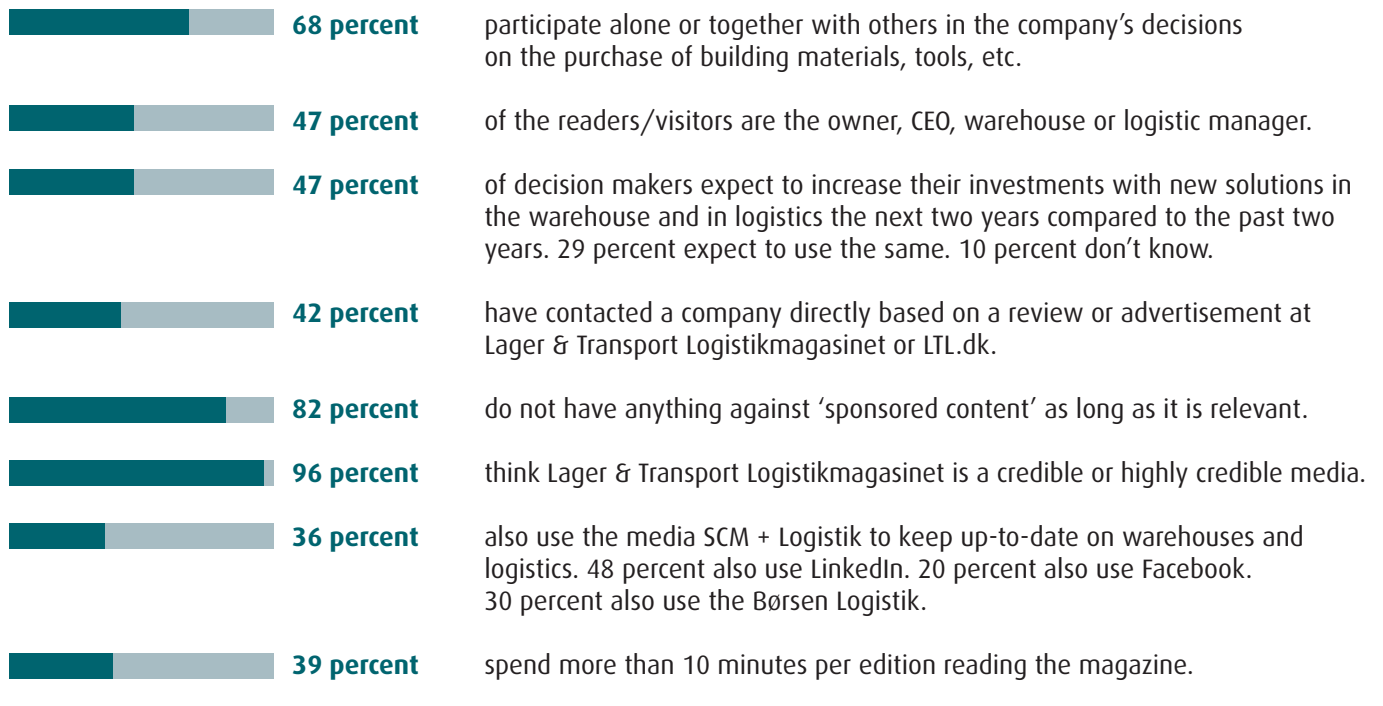 68 percent participate alone or together with others in the company’s decisions
on the purchase of building materials, tools, etc.
47 percent of the readers/visitors are the owner, CEO, warehouse or logistic manager.
47 percent of decision makers expect to increase their investments with new solutions in
the warehouse and in logistics the next two years compared to the past two
years. 29 percent expect to use the same. 10 percent don’t know.
42 percent have contacted a company directly based on a review or advertisement at
Lager & Transport Logistikmagasinet or LTL.dk.
82 percent do not have anything against ‘sponsored content’ as long as it is relevant.
96 percent think Lager & Transport Logistikmagasinet is a credible or highly credible media.
36 percent also use the media SCM + Logistik to keep up-to-date on warehouses and
logistics. 48 percent also use LinkedIn. 20 percent also use Facebook.
30 percent also use the Børsen Logistik.
39 percent spend more than 10 minutes per edition reading the magazine.